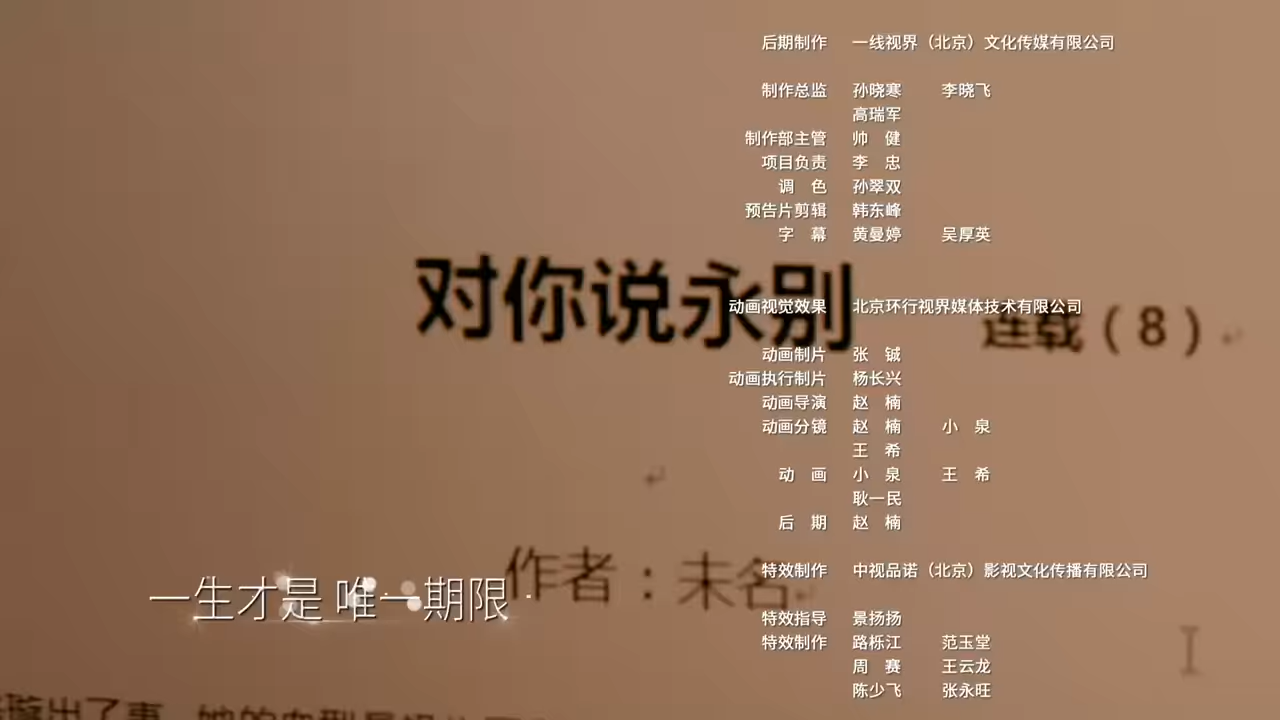 后期制作 一线视界（北京）文化传媒有限公司
制作总监 孙晓寒 李晓飞
高瑞军
制作部主管 帅 健
项目负责 李 忠
调 色 孙翠双
预告片剪辑 韩东峰
字 幕 黄曼婷 吴厚英
对你说永别
动画视觉效果 北京环行视界媒体技术有限公司
连载（8）
动画制片 张 铖
动画执行制片 杨长兴
动画导演 赵 楠
动画分镜 赵 楠 小 泉
王 希
动 画 小 泉 王 希
耿一民
后 期 赵 楠
作者：未名
特效制作 中视品诺（北京）影视文化传播有限公司
一生才是 唯一期限
特效指导 景扬扬
特效制作 路栎江 范玉堂
周 赛 王云龙
陈少飞 张永旺
出了事